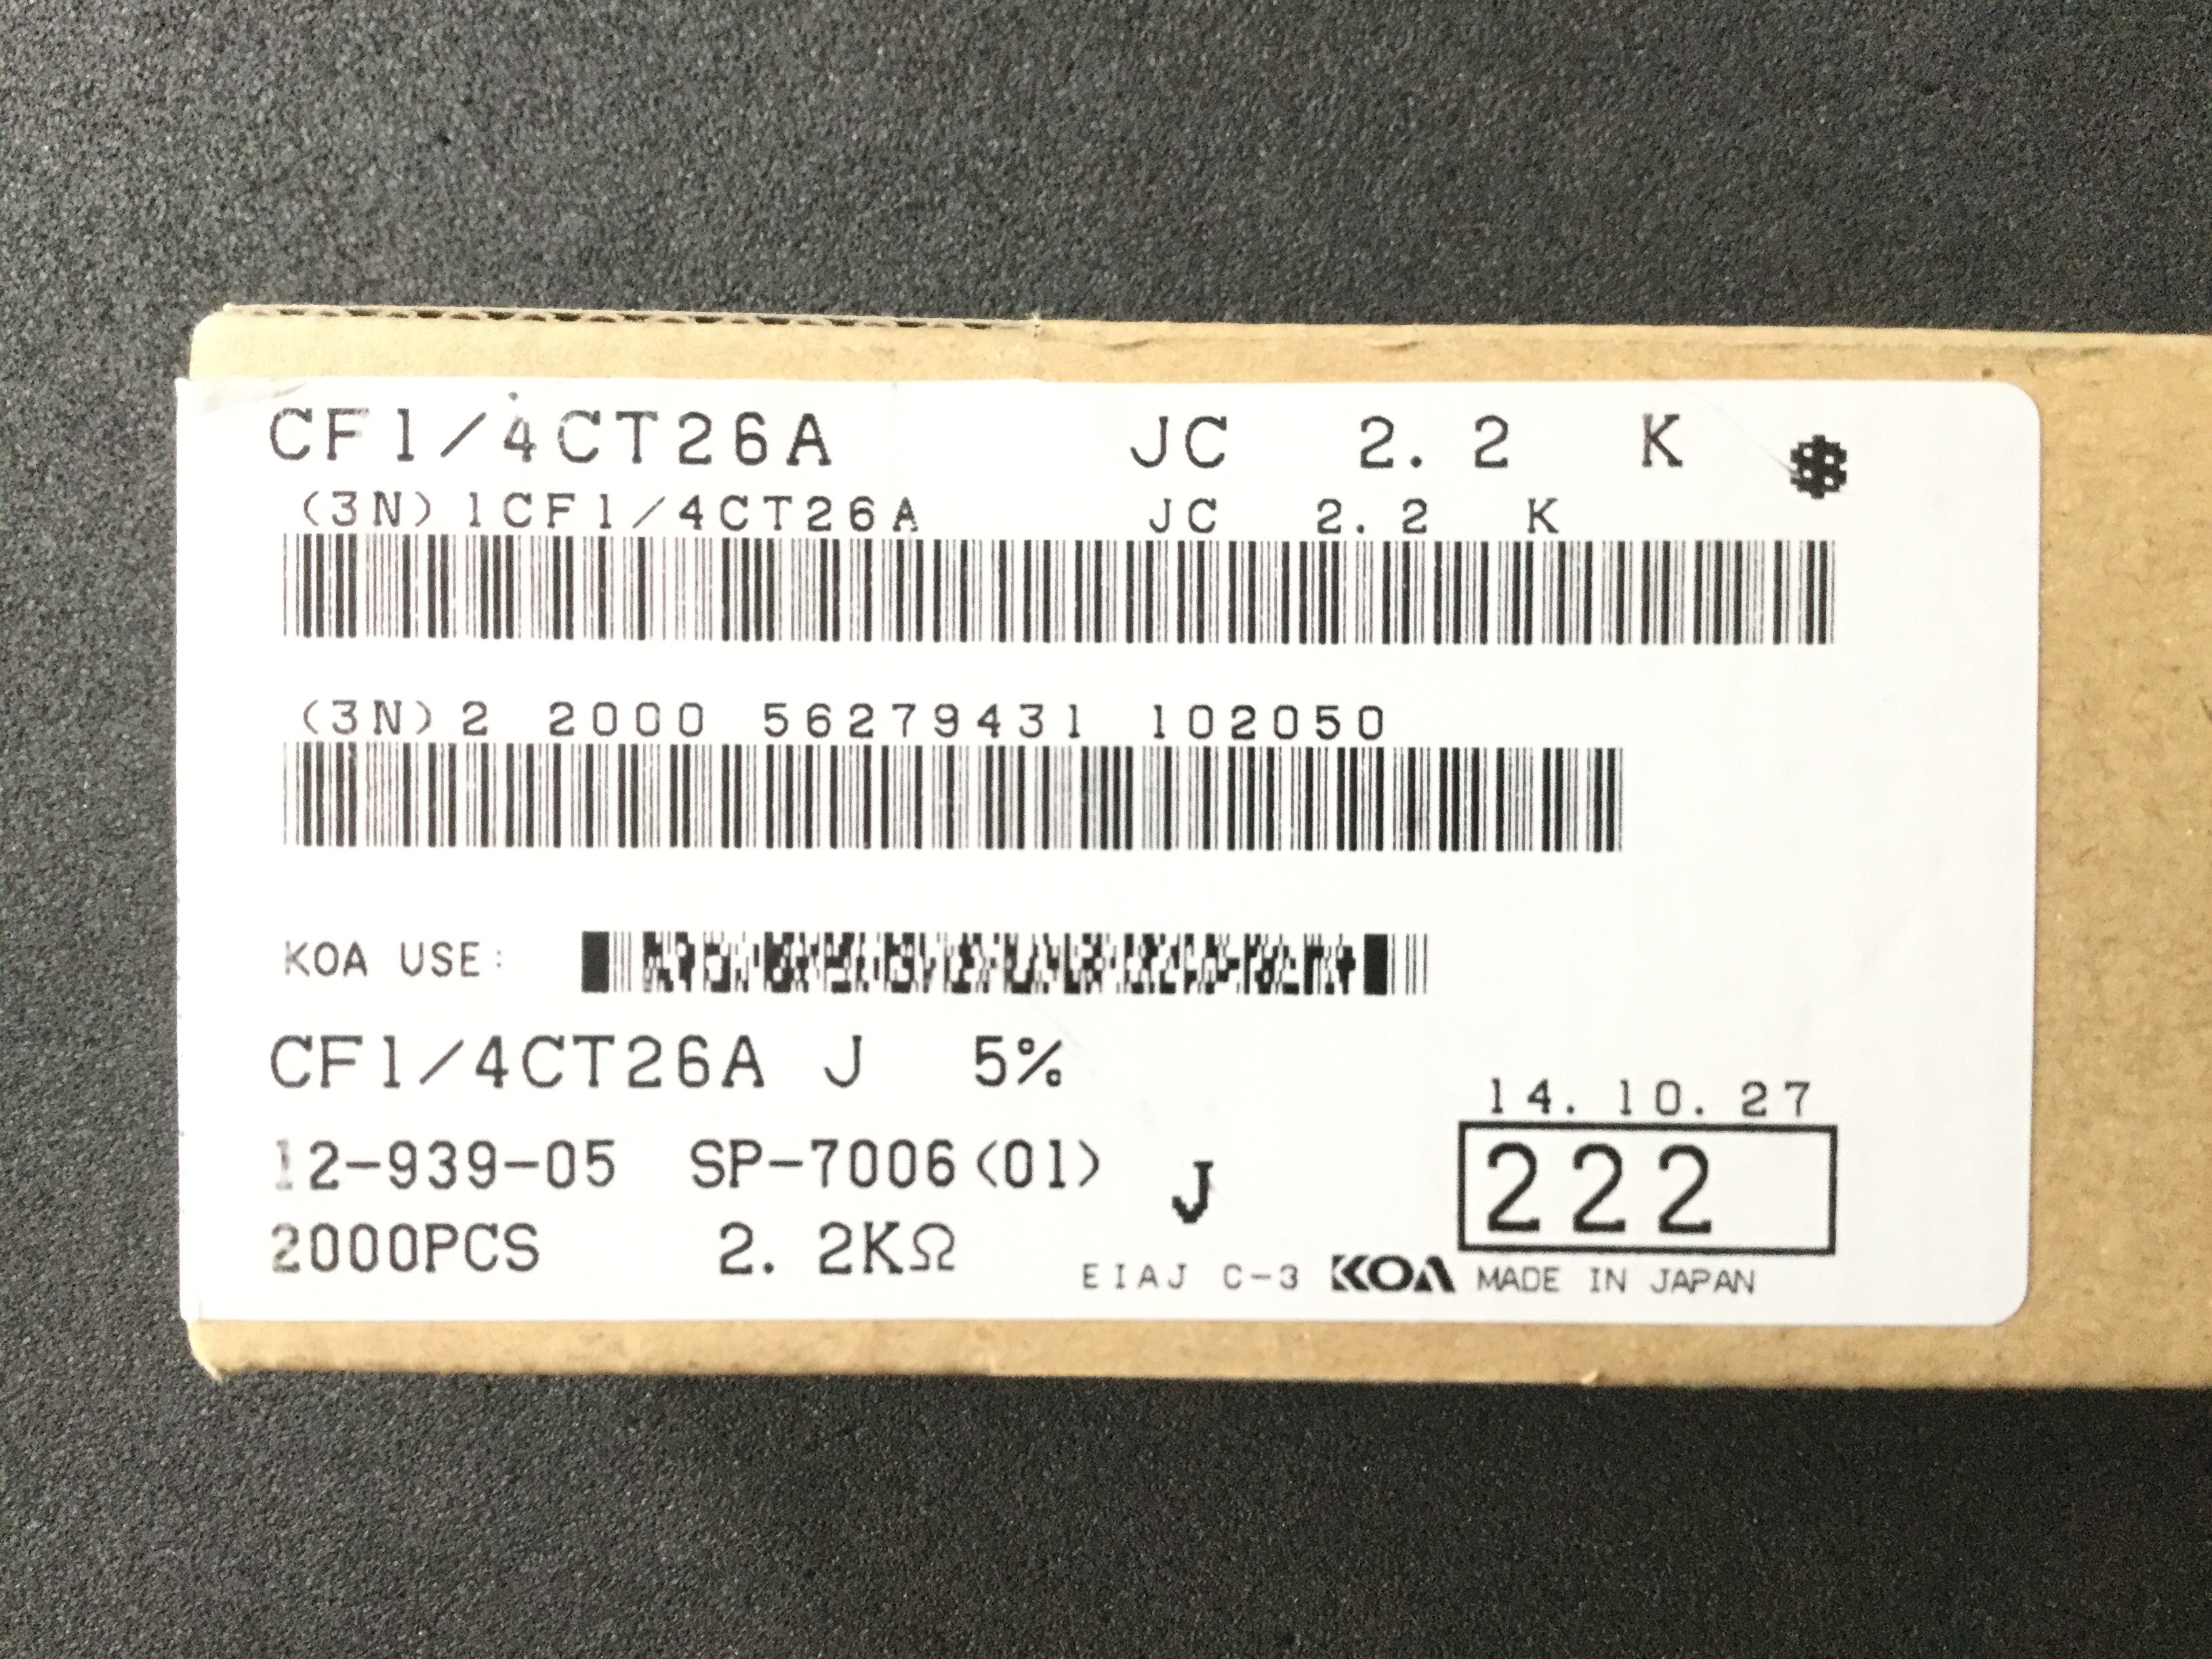 CF1/4CT26A JC 2.2 K #
(3N)1CF1/4CT26A JC 2.2 K
(3N)2 2000 56279431 102050
KOA USE:
CF1/4CT26A J 5%
14.10.27
12-939-05 SP-7006(01) J 222
2000PCS 2.2KΩ
EIAJ C-3 KOA MADE IN JAPAN